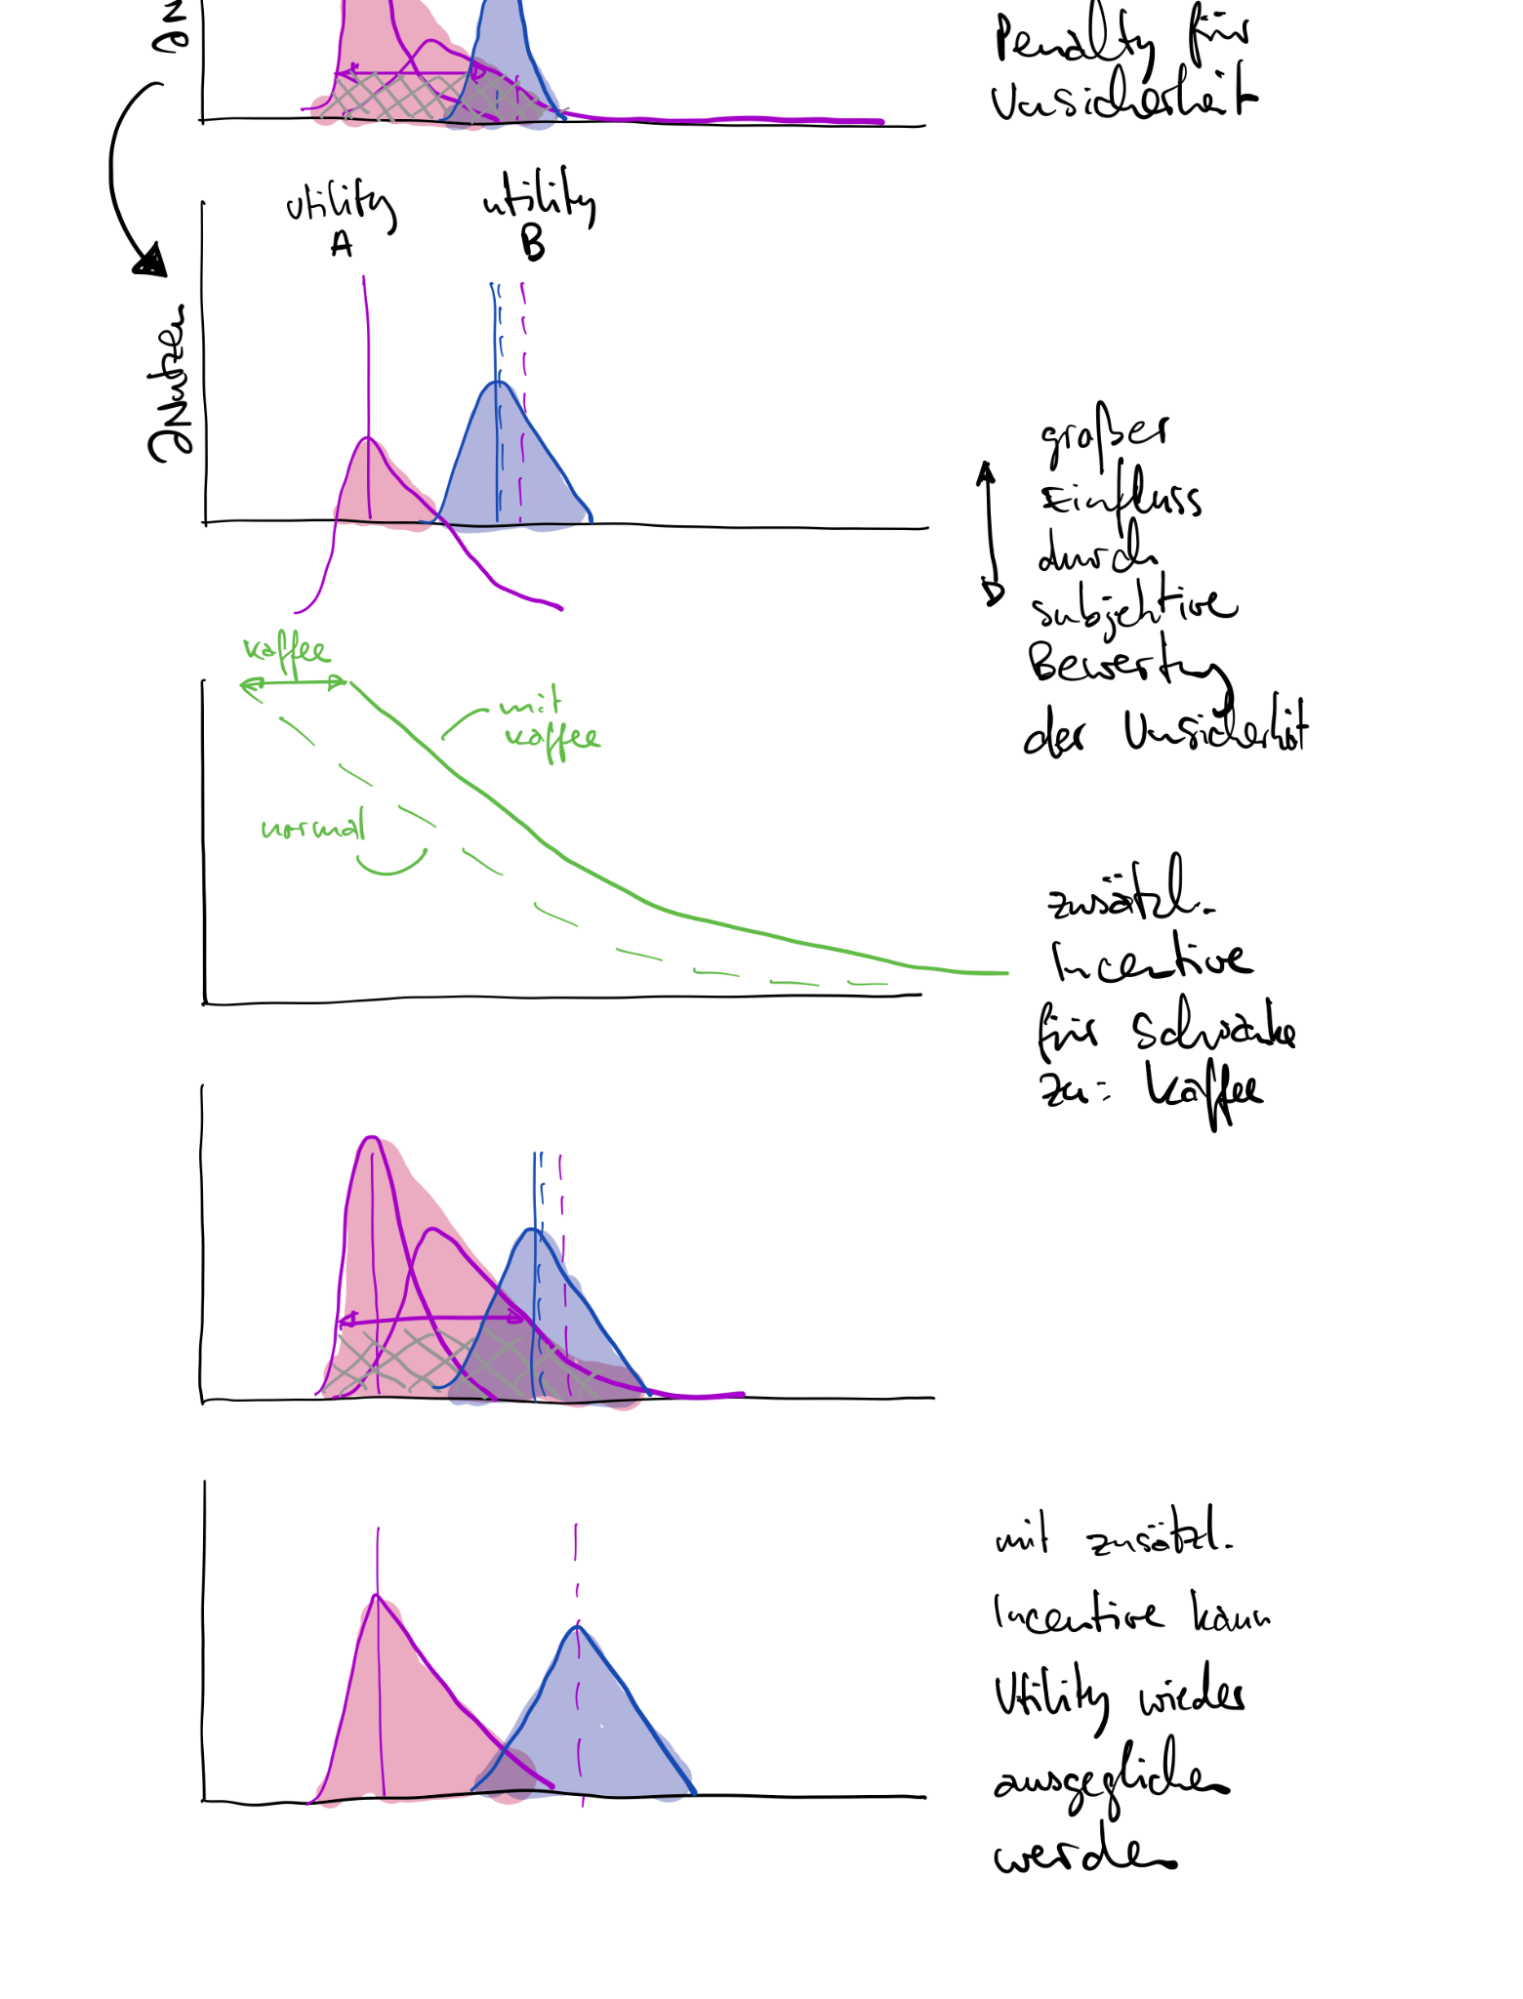 ∂N
Penalty für
Unsicherheit
utility
A
utility
B
∂Nutzen
großer
Einfluss
durch
subjektive
Bewertung
der Unsicherheit
kaffee
mit
kaffee
normal
zusätzl.
Incentive
für Schranke
zu: Kaffee
mit zusätzl.
Incentive kann
Utility wieder
ausgeglichen
werden